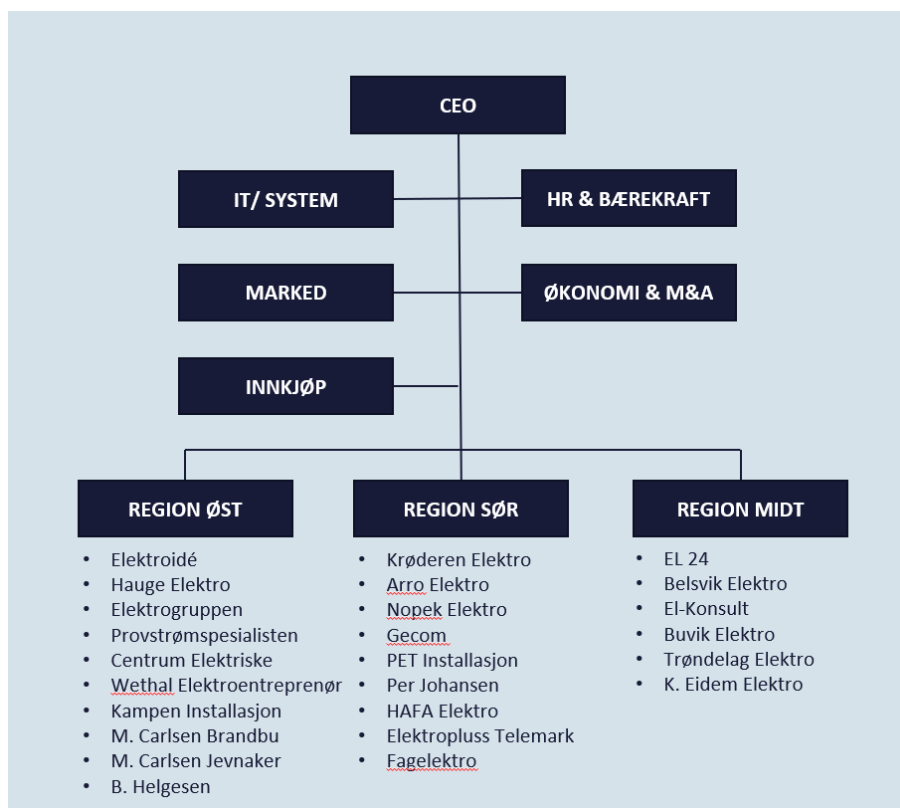 CEO
IT/ SYSTEM
HR & BÆREKRAFT
MARKED
ØKONOMI & M&A
INNKJØP
REGION ØST
• Elektroidé
• Hauge Elektro
• Elektrogruppen
• Provstrømspesialisten
• Centrum Elektriske
• Wethal Elektroentreprenør
• Kampen Installasjon
• M. Carlsen Brandbu
• M. Carlsen Jevnaker
• B. Helgesen
REGION SØR
• Krøderen Elektro
• Arro Elektro
• Nopek Elektro
• Gecom
• PET Installasjon
• Per Johansen
• HAFA Elektro
• Elektropluss Telemark
• Fagelektro
REGION MIDT
• EL 24
• Belsvik Elektro
• El-Konsult
• Buvik Elektro
• Trøndelag Elektro
• K. Eidem Elektro